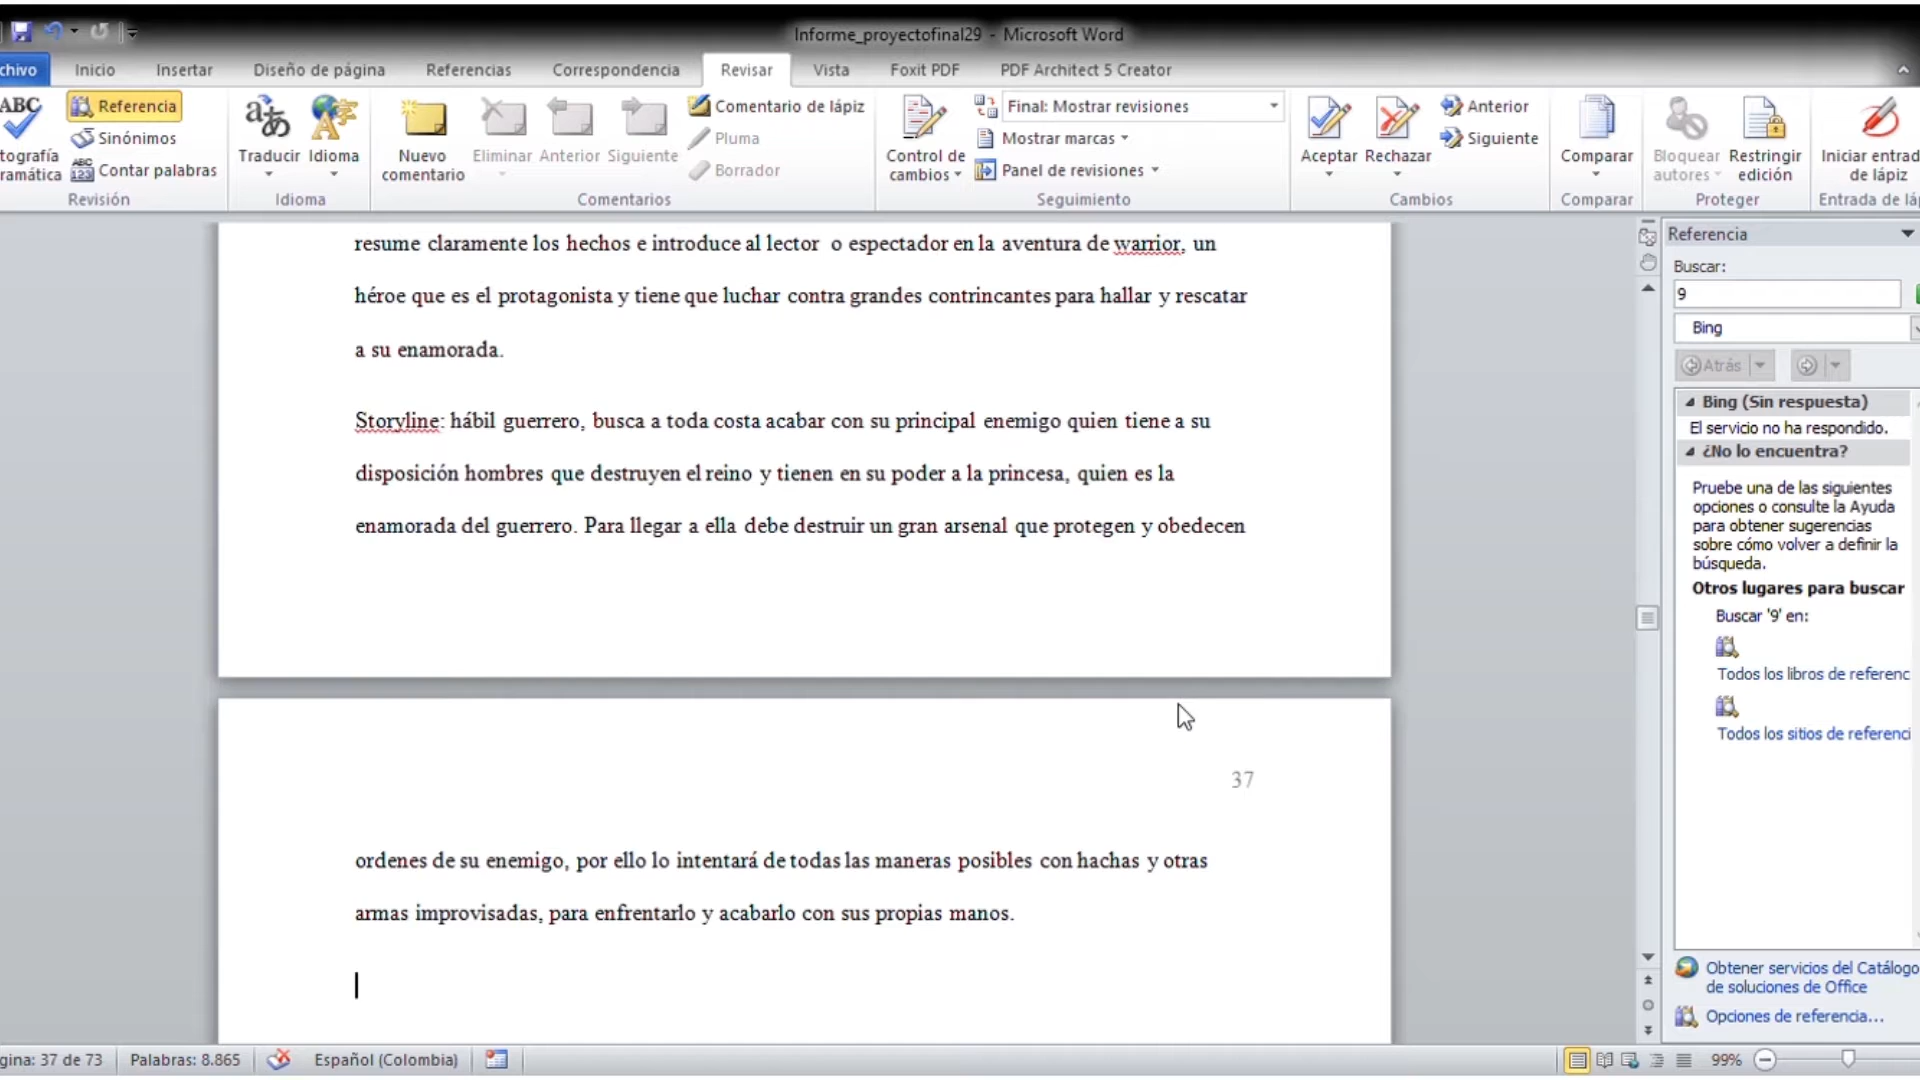 Informe_proyectofinal29 - Microsoft Word
chivo Inicio Insertar Diseño de página Referencias Correspondencia Revisar Vista Foxit PDF PDF Architect 5 Creator
ABC
tografía
ramática
Referencia
Sinónimos
ABC
123
Contar palabras
Revisión
Traducir Idioma
Idioma
Nuevo
comentario
Eliminar Anterior Siguiente
Comentario de lápiz
Pluma
Borrador
Comentarios
Control de
cambios
Final: Mostrar revisiones
Mostrar marcas
Panel de revisiones
Seguimiento
Aceptar Rechazar
Anterior
Siguiente
Cambios
Comparar
Comparar
Bloquear
autores
Restringir
edición
Proteger
Iniciar entrad
de lápiz
Entrada de láp
resume claramente los hechos e introduce al lector o espectador en la aventura de warrior, un
héroe que es el protagonista y tiene que luchar contra grandes contrincantes para hallar y rescatar
a su enamorada.
Storyline: hábil guerrero, busca a toda costa acabar con su principal enemigo quien tiene a su
disposición hombres que destruyen el reino y tienen en su poder a la princesa, quien es la
enamorada del guerrero. Para llegar a ella debe destruir un gran arsenal que protegen y obedecen
37
ordenes de su enemigo, por ello lo intentará de todas las maneras posibles con hachas y otras
armas improvisadas, para enfrentarlo y acabarlo con sus propias manos.
Referencia
Buscar:
9
Bing
Atrás
Bing (Sin respuesta)
El servicio no ha respondido.
¿No lo encuentra?
Pruebe una de las siguientes
opciones o consulte la Ayuda
para obtener sugerencias
sobre cómo volver a definir la
búsqueda.
Otros lugares para buscar
Buscar '9' en:
Todos los libros de referenc
Todos los sitios de referenci
Obtener servicios del Catálogo
de soluciones de Office
Opciones de referencia...
gina: 37 de 73 Palabras: 8.865 Español (Colombia) 99%